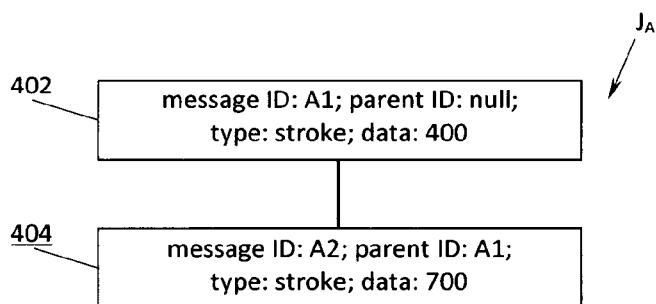 J_A
402
message ID: A1; parent ID: null;
type: stroke; data: 400
404
message ID: A2; parent ID: A1;
type: stroke; data: 700